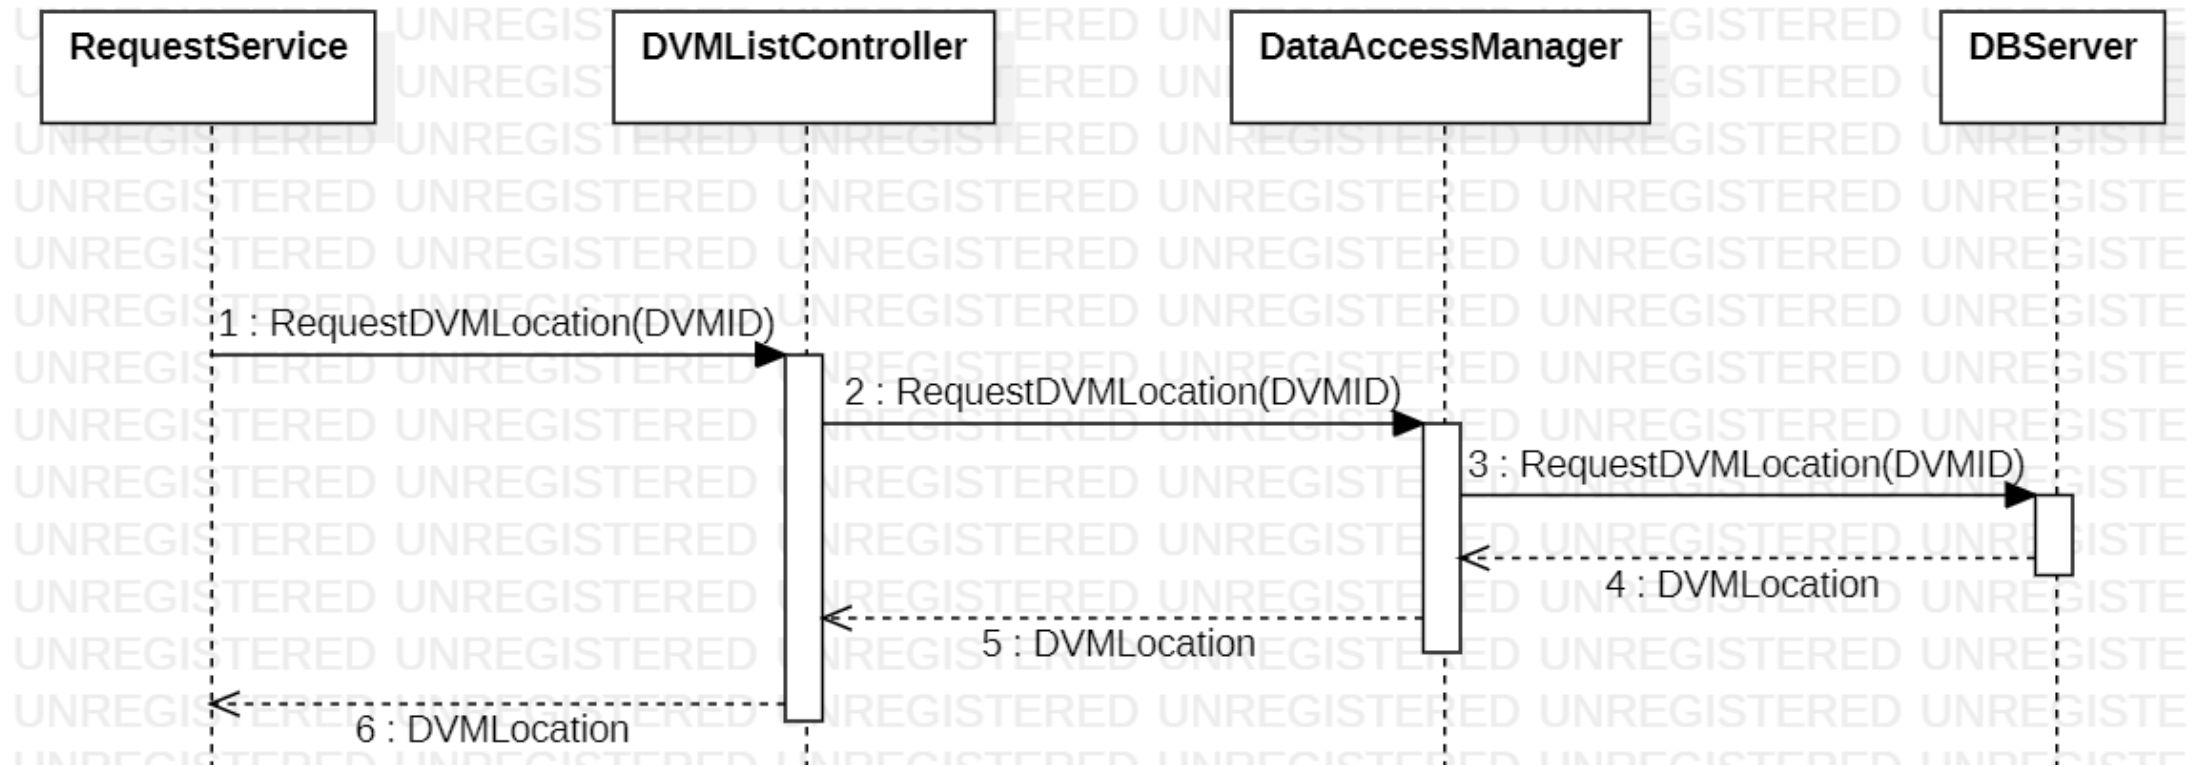 RequestService
DVMListController
DataAccessManager
DBServer
1 : RequestDVMLocation(DVMID)
2 : RequestDVMLocation(DVMID)
3 : RequestDVMLocation(DVMID)
4 : DVMLocation
5 : DVMLocation
6 : DVMLocation
UNREGISTERED